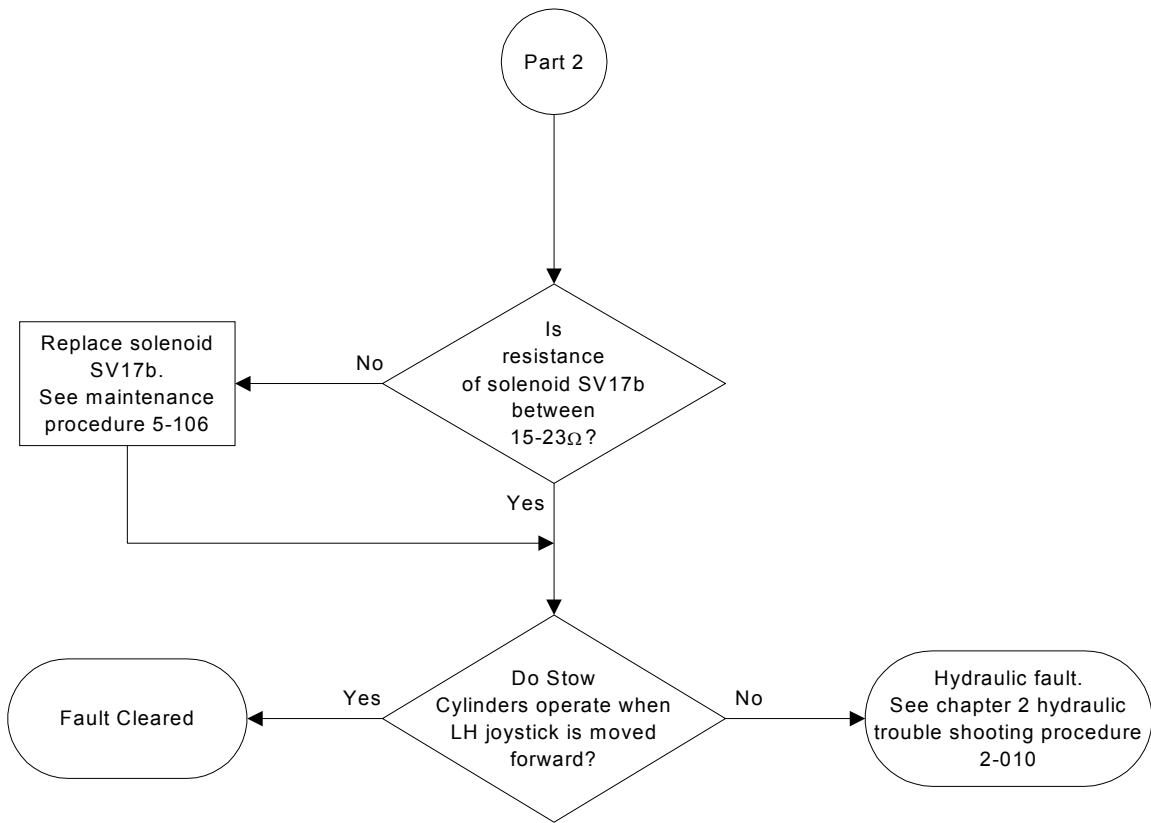 Part 2
Is
resistance
of solenoid SV17b
between
15-23Ω?
No
Replace solenoid
SV17b.
See maintenance
procedure 5-106
Yes
Do Stow
Cylinders operate when
LH joystick is moved
forward?
Yes
Fault Cleared
No
Hydraulic fault.
See chapter 2 hydraulic
trouble shooting procedure
2-010